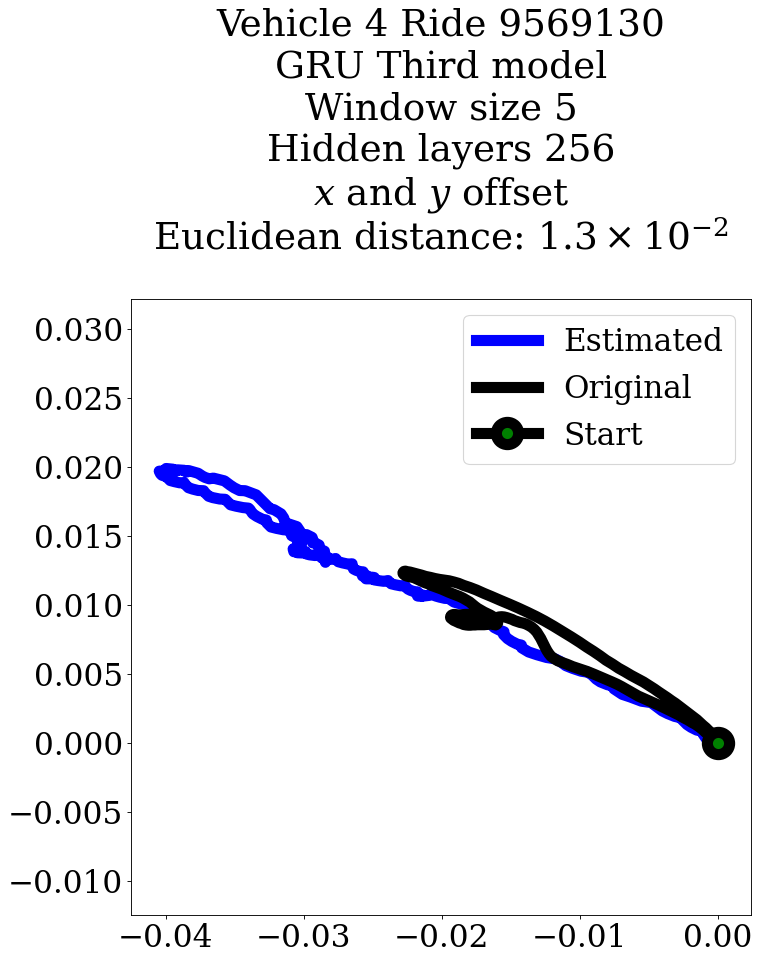 Vehicle 4 Ride 9569130
GRU Third model
Window size 5
Hidden layers 256
x and y offset
Euclidean distance: 1.3 × 10⁻²
Estimated
Original
Start
0.030
0.025
0.020
0.015
0.010
0.005
0.000
−0.005
−0.010
−0.04 −0.03 −0.02 −0.01 0.00